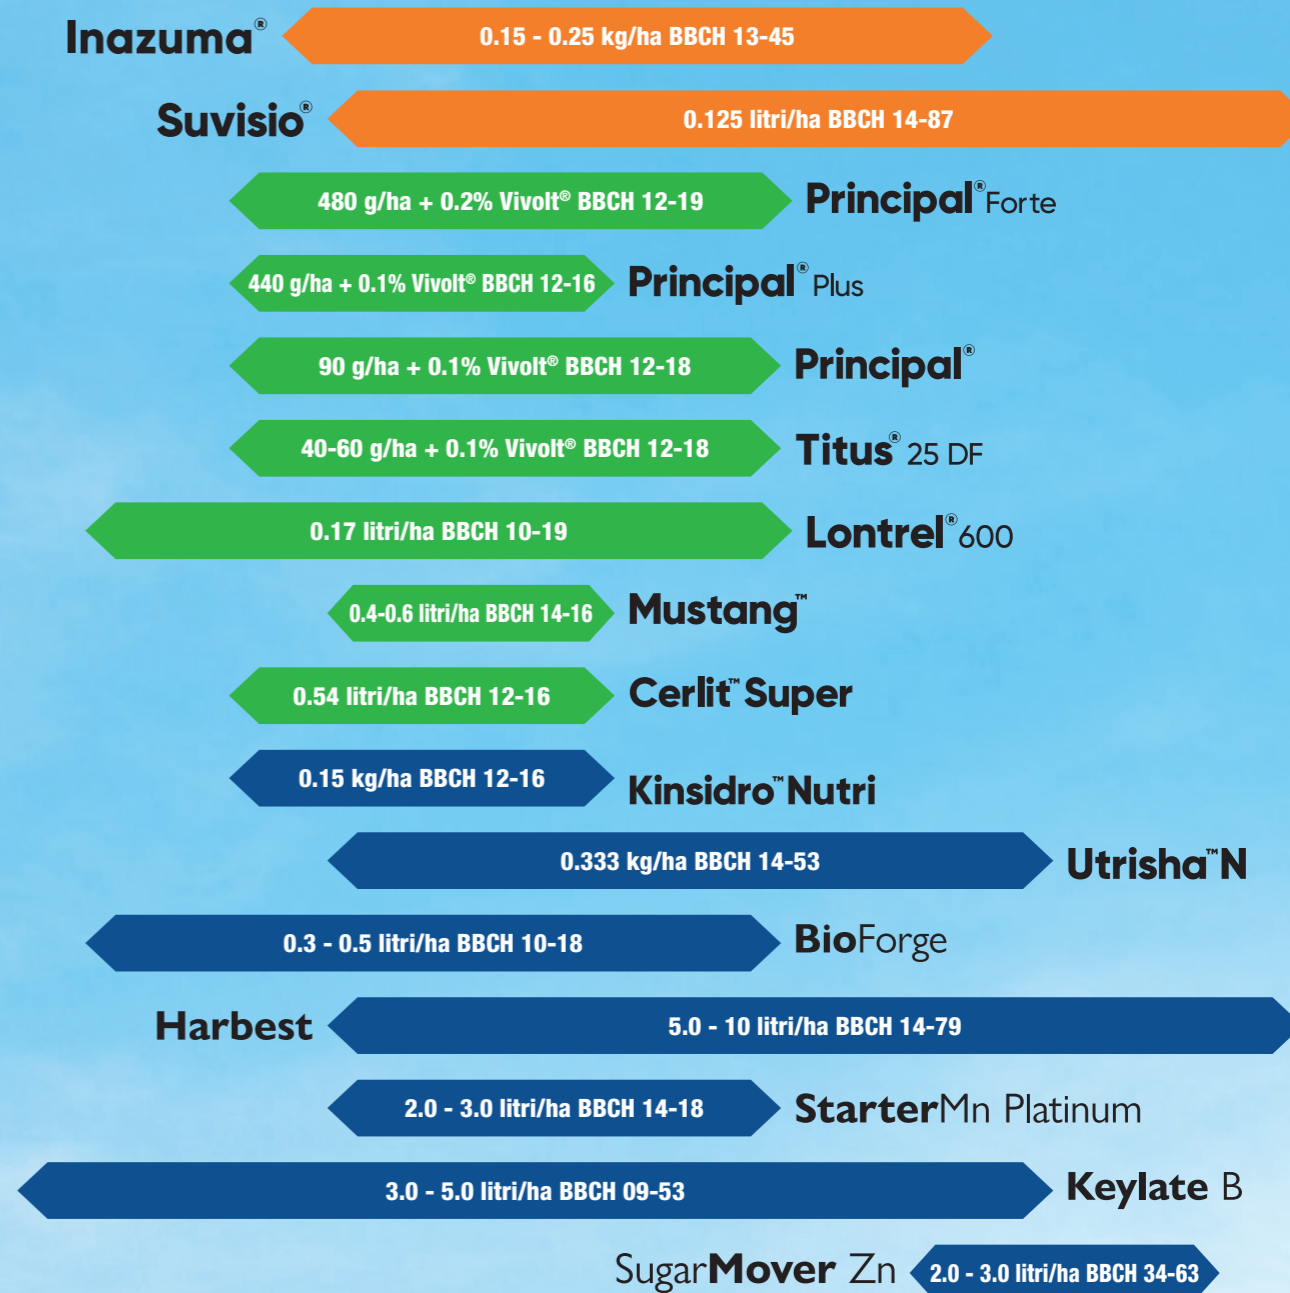 Inazuma® 0.15 - 0.25 kg/ha BBCH 13-45
Suvisio® 0.125 litri/ha BBCH 14-87
480 g/ha + 0.2% Vivolt® BBCH 12-19 Principal® Forte
440 g/ha + 0.1% Vivolt® BBCH 12-16 Principal® Plus
90 g/ha + 0.1% Vivolt® BBCH 12-18 Principal®
40-60 g/ha + 0.1% Vivolt® BBCH 12-18 Titus® 25 DF
0.17 litri/ha BBCH 10-19 Lontrel® 600
0.4-0.6 litri/ha BBCH 14-16 Mustang™
0.54 litri/ha BBCH 12-16 Cerlit™ Super
0.15 kg/ha BBCH 12-16 Kinsidro™ Nutri
0.333 kg/ha BBCH 14-53 Utrisha™ N
0.3 - 0.5 litri/ha BBCH 10-18 BioForge
Harbest 5.0 - 10 litri/ha BBCH 14-79
2.0 - 3.0 litri/ha BBCH 14-18 StarterMn Platinum
3.0 - 5.0 litri/ha BBCH 09-53 Keylate B
SugarMover Zn 2.0 - 3.0 litri/ha BBCH 34-63